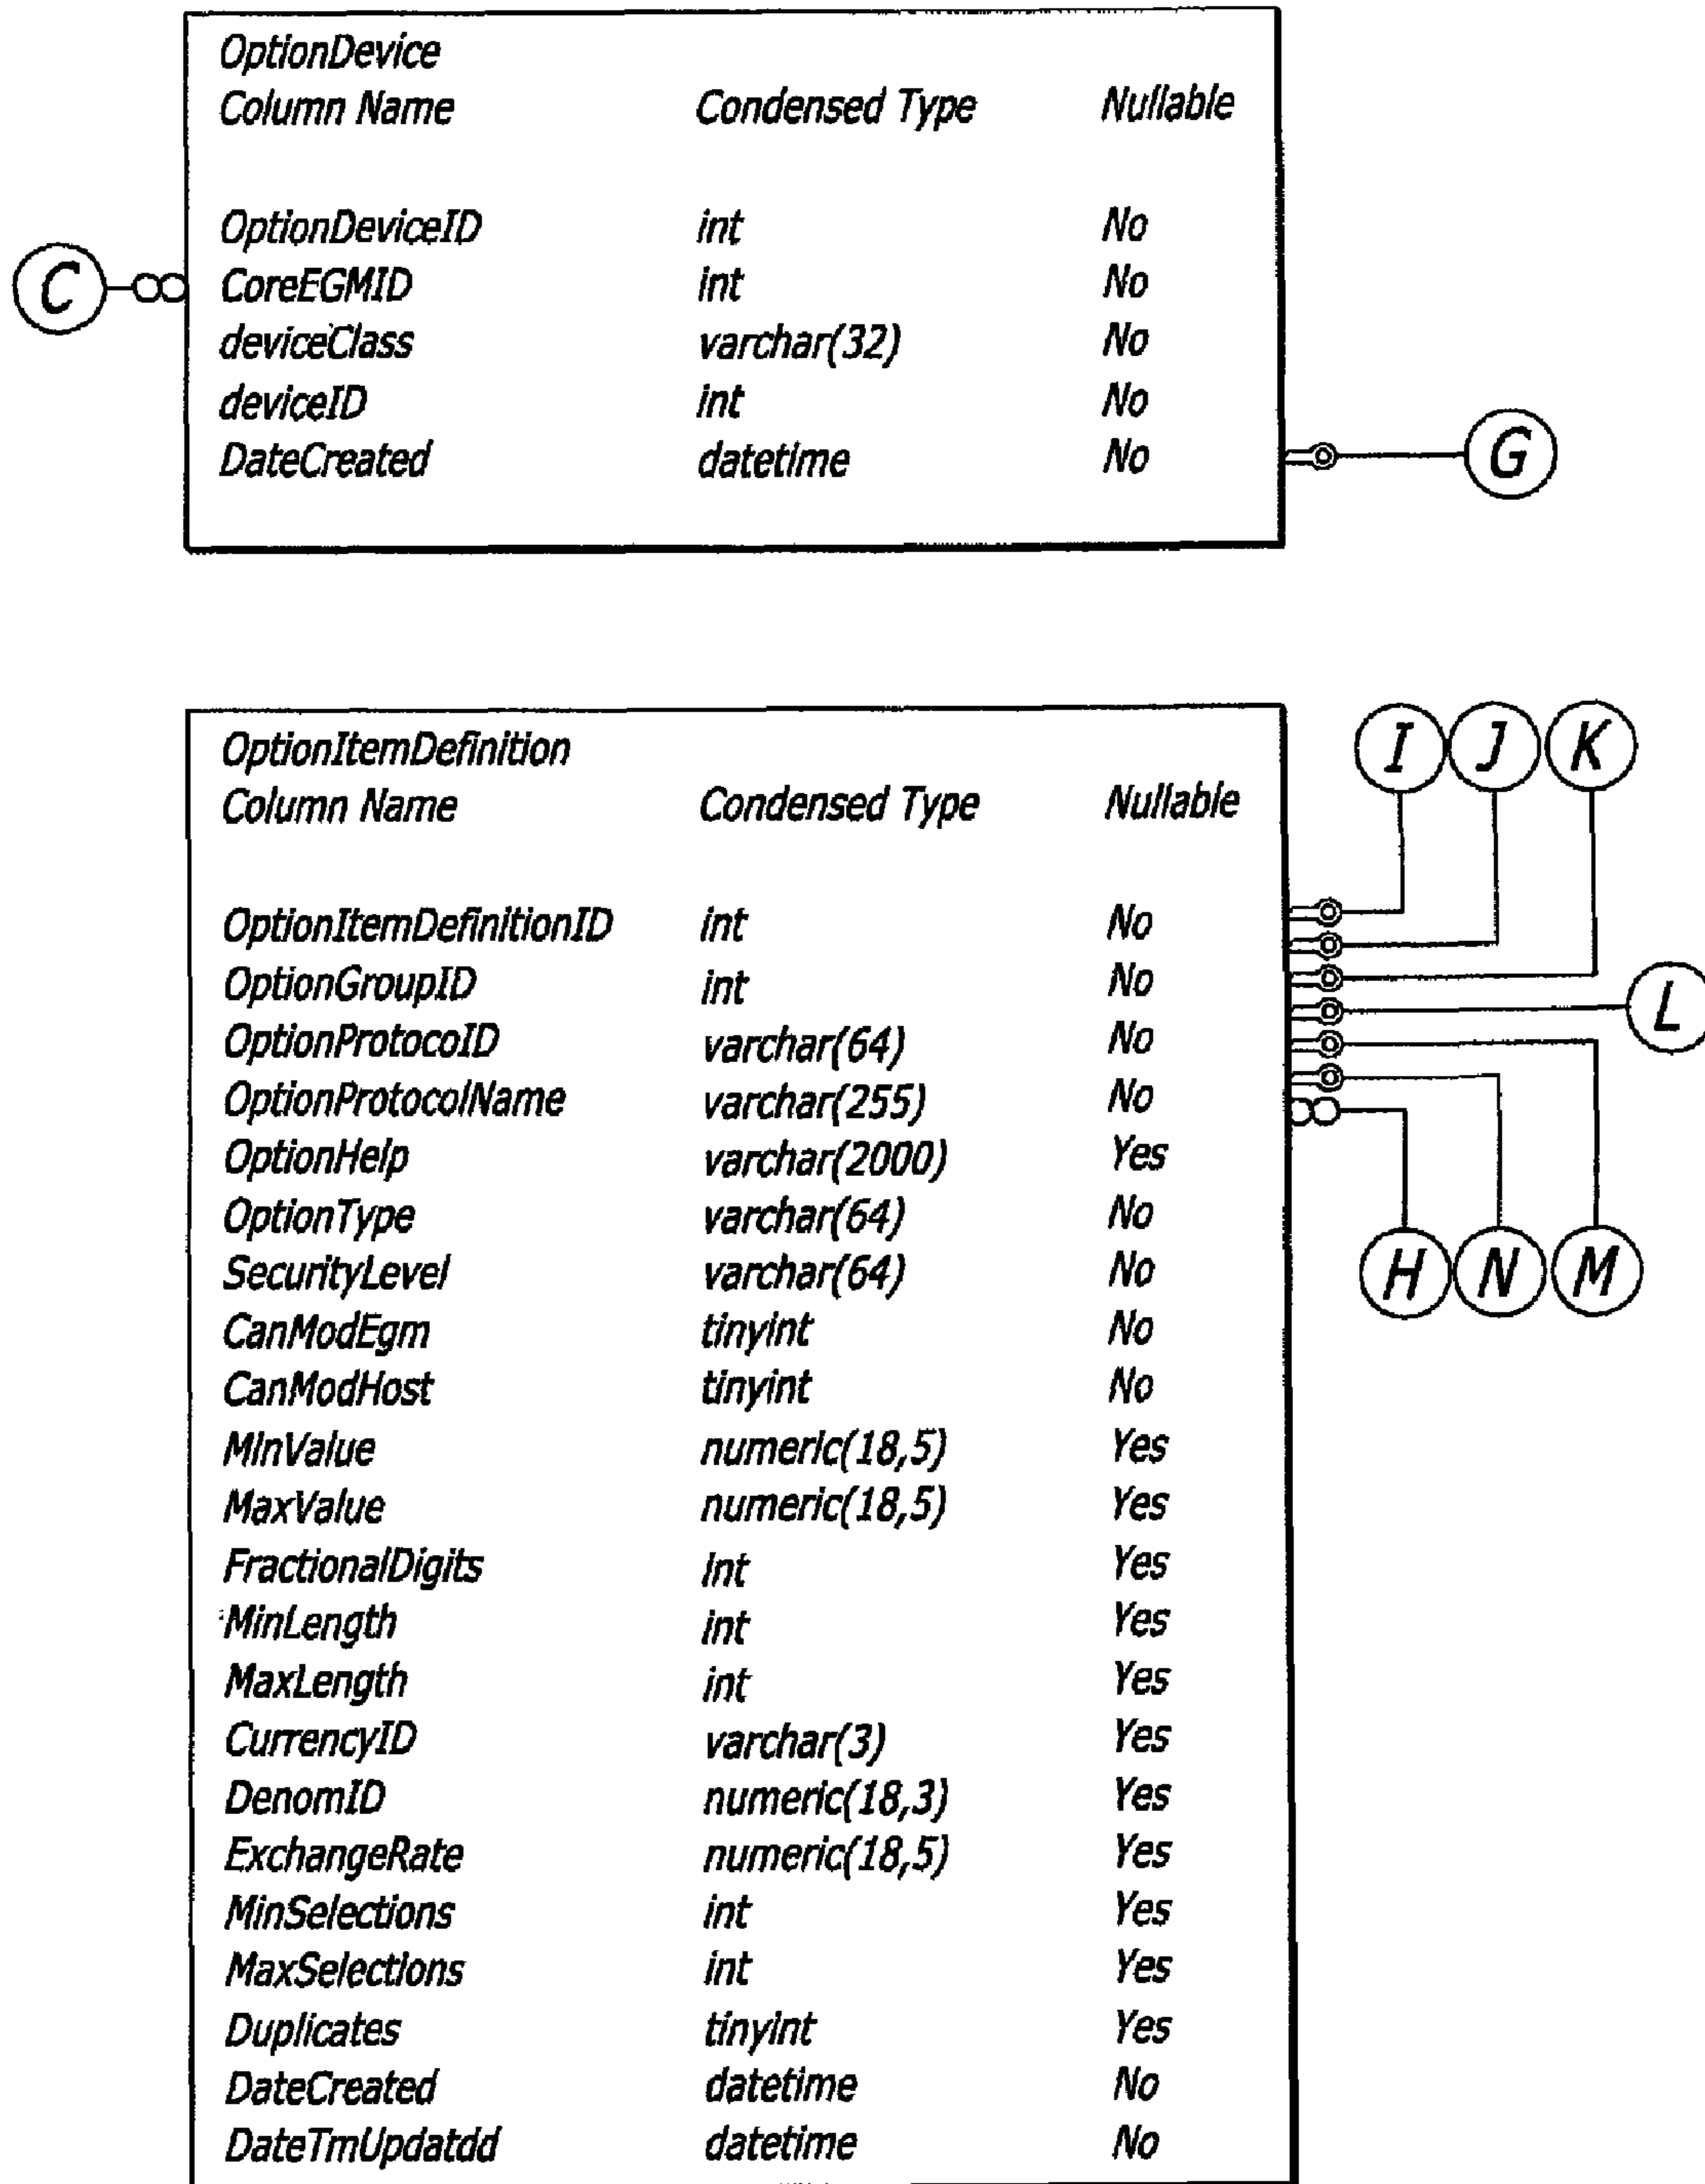 OptionDevice
Column Name Condensed Type Nullable
OptionDeviceID int No
C CoreEGMID int No
deviceClass varchar(32) No
deviceID int No
DateCreated datetime No G
OptionItemDefinition I J K
Column Name Condensed Type Nullable
OptionItemDefinitionID int No
OptionGroupID int No L
OptionProtocolD varchar(64) No
OptionProtocolName varchar(255) No
OptionHelp varchar(2000) Yes
OptionType varchar(64) No
SecurityLevel varchar(64) No H N M
CanModEgm tinyint No
CanModHost tinyint No
MinValue numeric(18,5) Yes
MaxValue numeric(18,5) Yes
FractionalDigits int Yes
MinLength int Yes
MaxLength int Yes
CurrencyID varchar(3) Yes
DenomID numeric(18,3) Yes
ExchangeRate numeric(18,5) Yes
MinSelections int Yes
MaxSelections int Yes
Duplicates tinyint Yes
DateCreated datetime No
DateTmUpdatdd datetime No